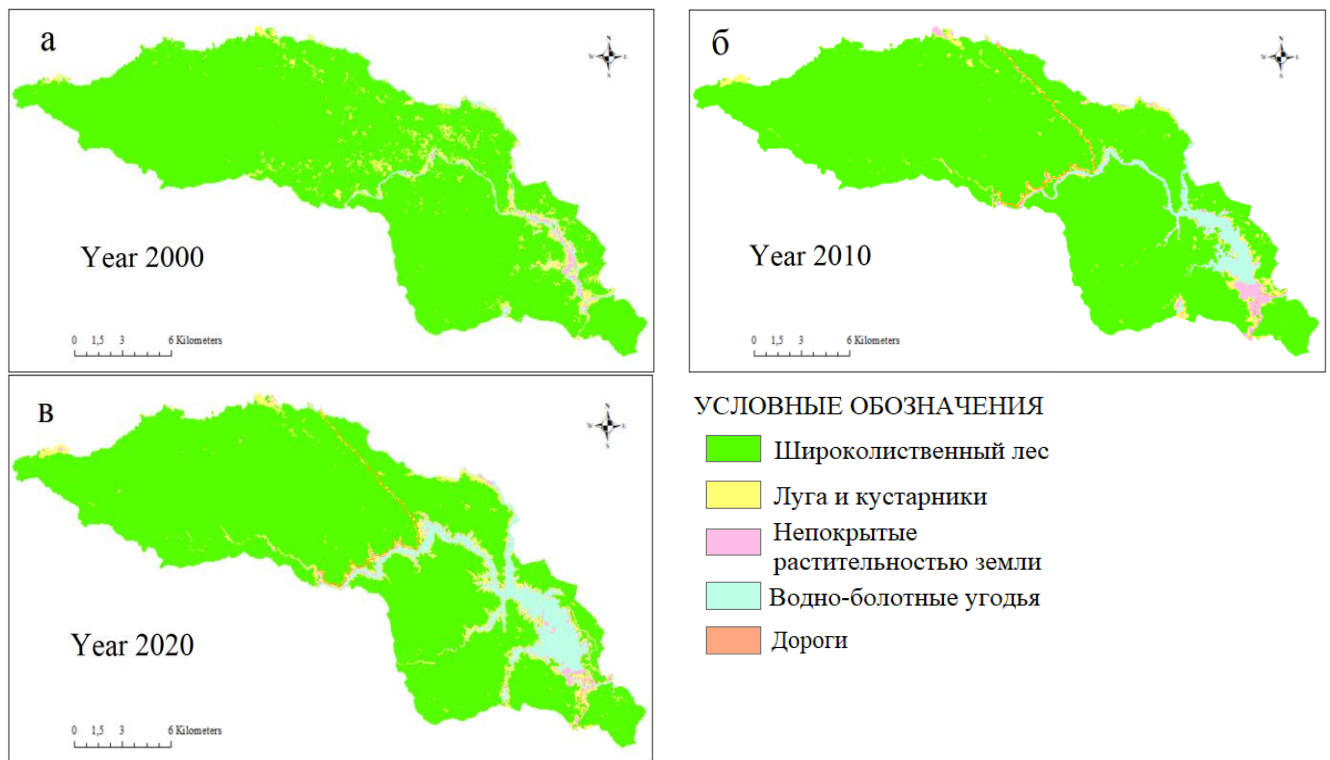 а
N
W
E
S
Year 2000
0 1,5 3 6 Kilometers
б
N
W
E
S
Year 2010
0 1,5 3 6 Kilometers
в
N
W
E
S
Year 2020
0 1,5 3 6 Kilometers
УСЛОВНЫЕ ОБОЗНАЧЕНИЯ
Широколиственный лес
Луга и кустарники
Непокрытые
растительностью земли
Водно-болотные угодья
Дороги